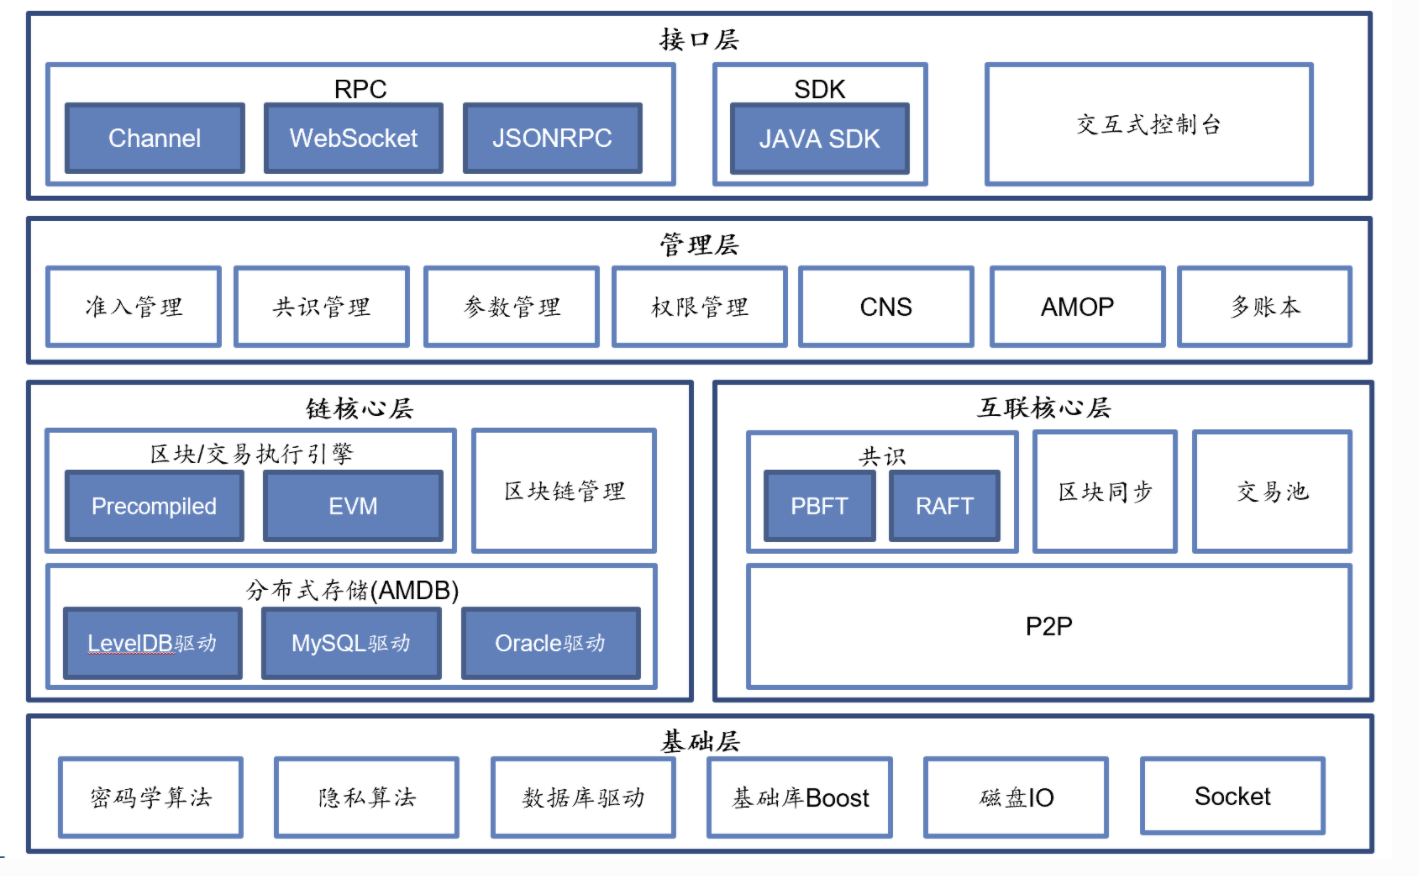 接口层
RPC
Channel
WebSocket
JSONRPC
SDK
JAVA SDK
交互式控制台
管理层
准入管理
共识管理
参数管理
权限管理
CNS
AMOP
多账本
链核心层
区块/交易执行引擎
Precompiled
EVM
区块链管理
分布式存储(AMDB)
LevelDB驱动
MySQL驱动
Oracle驱动
互联核心层
共识
PBFT
RAFT
区块同步
交易池
P2P
基础层
密码学算法
隐私算法
数据库驱动
基础库Boost
磁盘IO
Socket